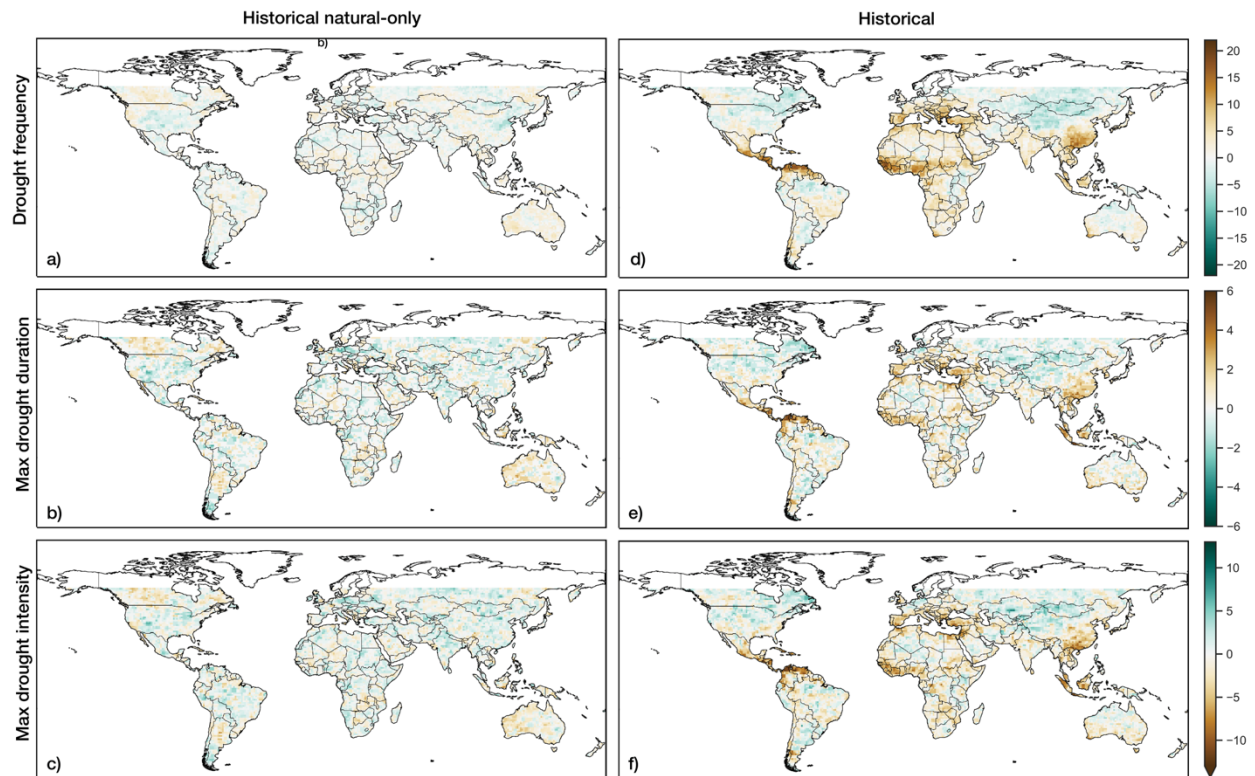 Historical natural-only
Historical
b)
Drought frequency
a)
d)
20
15
10
5
0
−5
−10
−15
−20
Max drought duration
b)
e)
6
4
2
0
−2
−4
−6
Max drought intensity
c)
f)
10
5
0
−5
−10